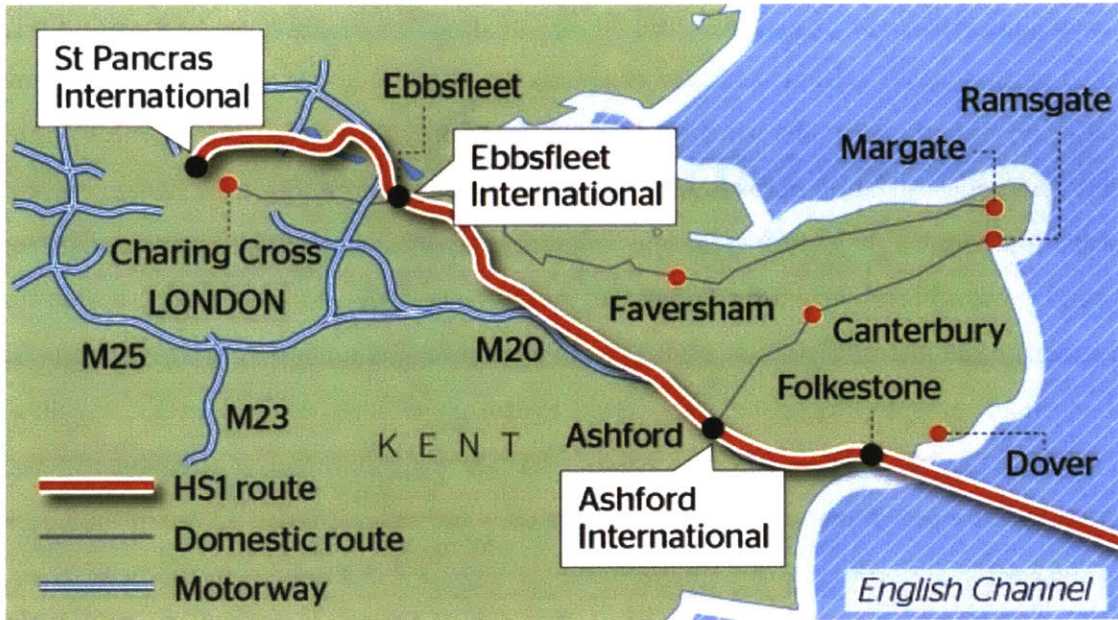 St Pancras
International
Ebbsfleet
Ramsgate
Margate
Ebbsfleet
International
Charing Cross
LONDON
Faversham
Canterbury
M25
M20
Folkestone
M23
KENT
Ashford
Dover
HS1 route
Ashford
International
Domestic route
Motorway
English Channel